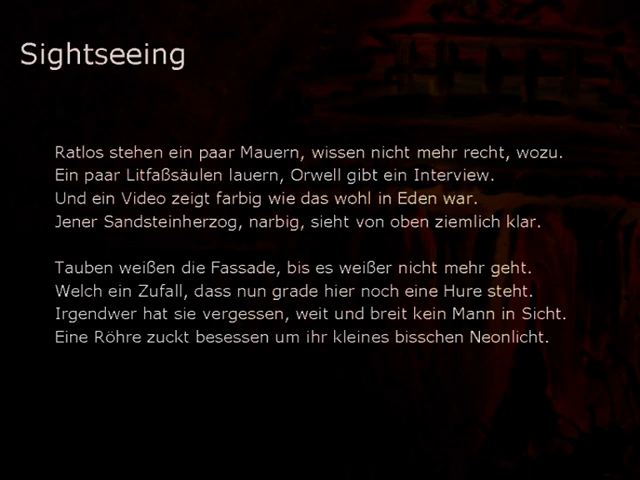 Sightseeing
Ratlos stehen ein paar Mauern, wissen nicht mehr recht, wozu.
Ein paar Litfaßsäulen lauern, Orwell gibt ein Interview.
Und ein Video zeigt farbig wie das wohl in Eden war.
Jener Sandsteinherzog, narbig, sieht von oben ziemlich klar.
Tauben weißen die Fassade, bis es weißer nicht mehr geht.
Welch ein Zufall, dass nun grade hier noch eine Hure steht.
Irgendwer hat sie vergessen, weit und breit kein Mann in Sicht.
Eine Röhre zuckt besessen um ihr kleines bisschen Neonlicht.